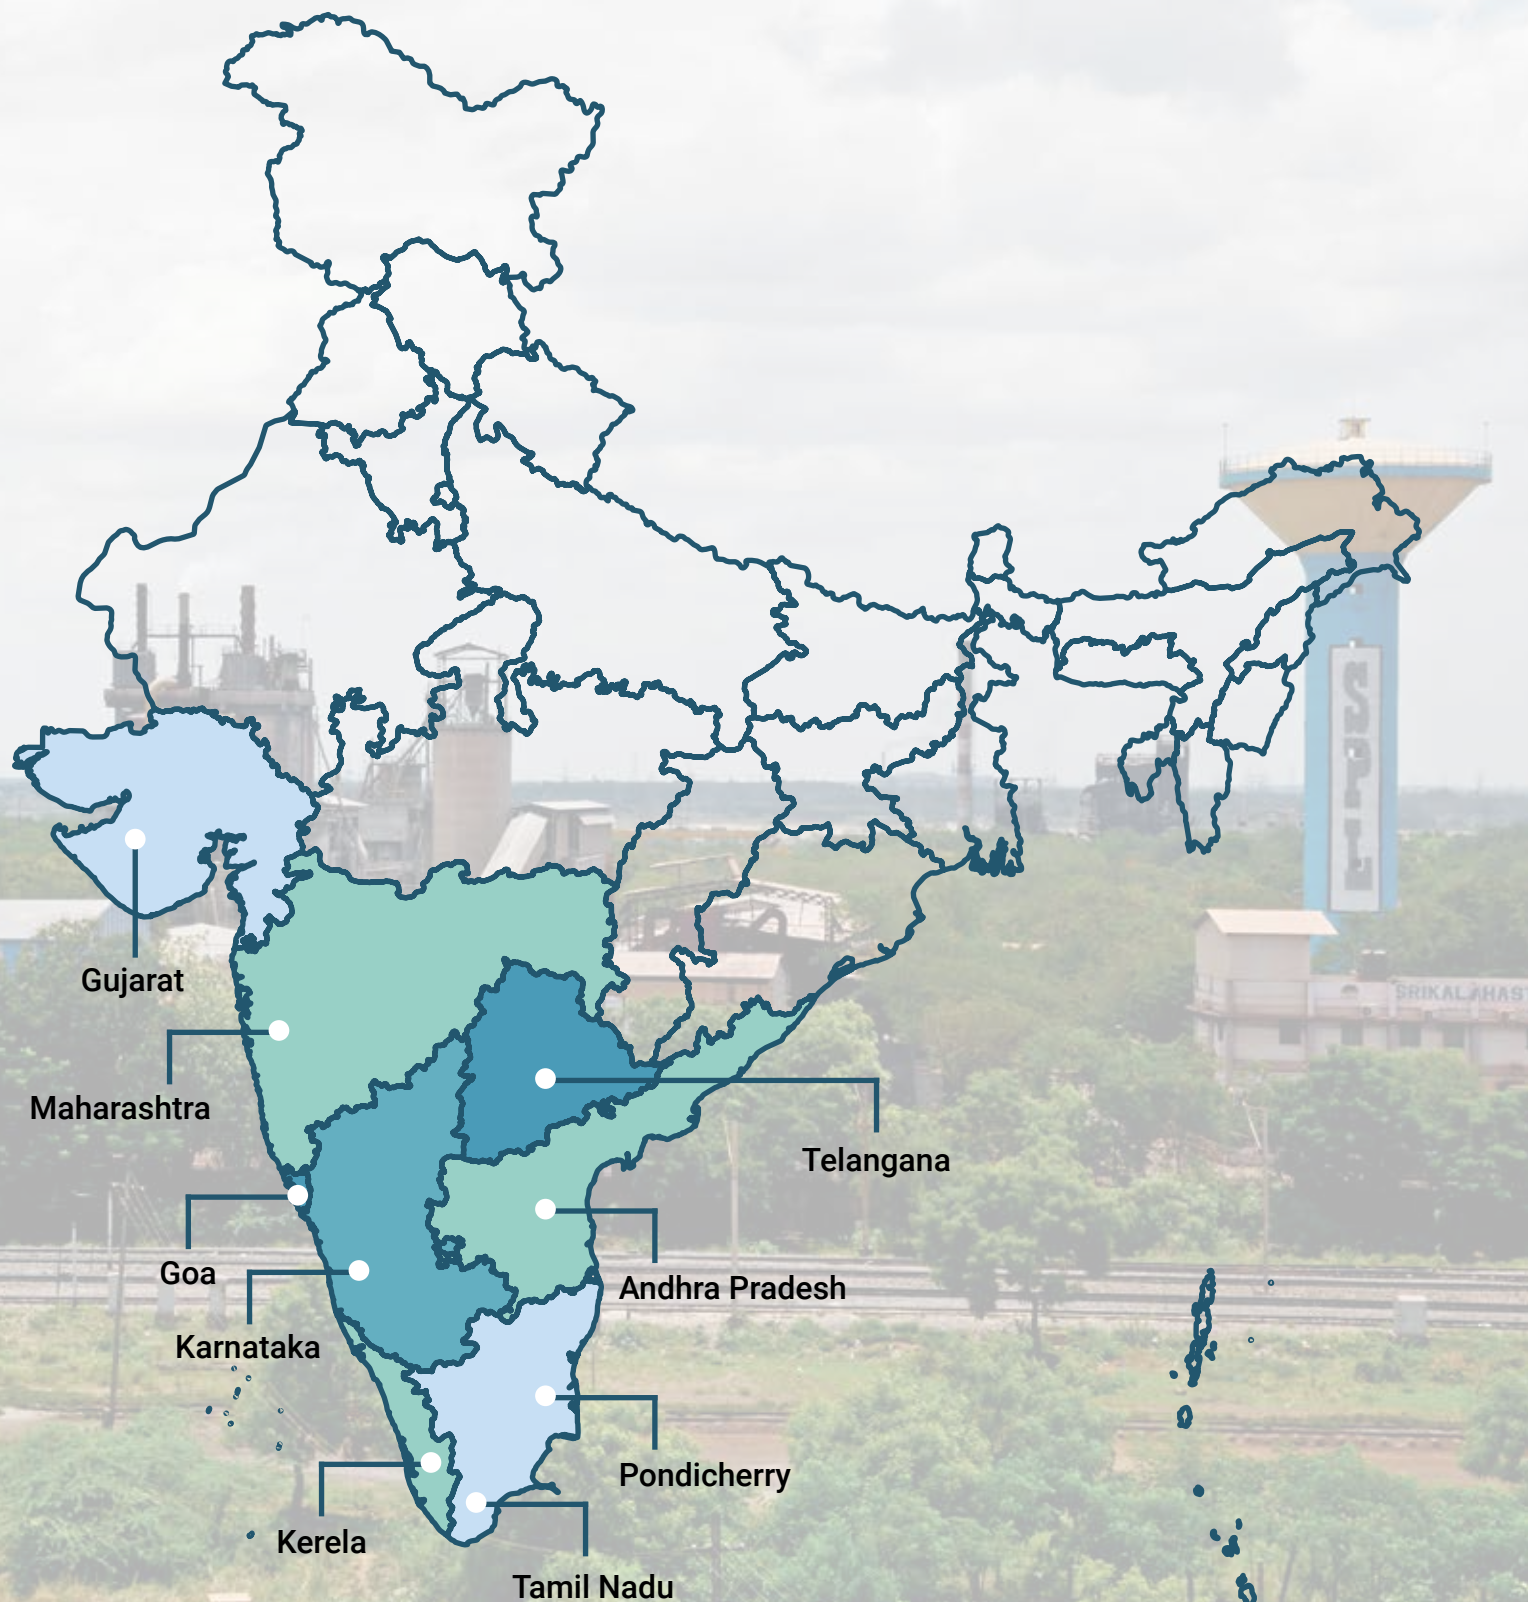 SPL
Gujarat
SRIKALAHAST
Maharashtra
Telangana
Goa
Andhra Pradesh
Karnataka
Pondicherry
Kerela
Tamil Nadu